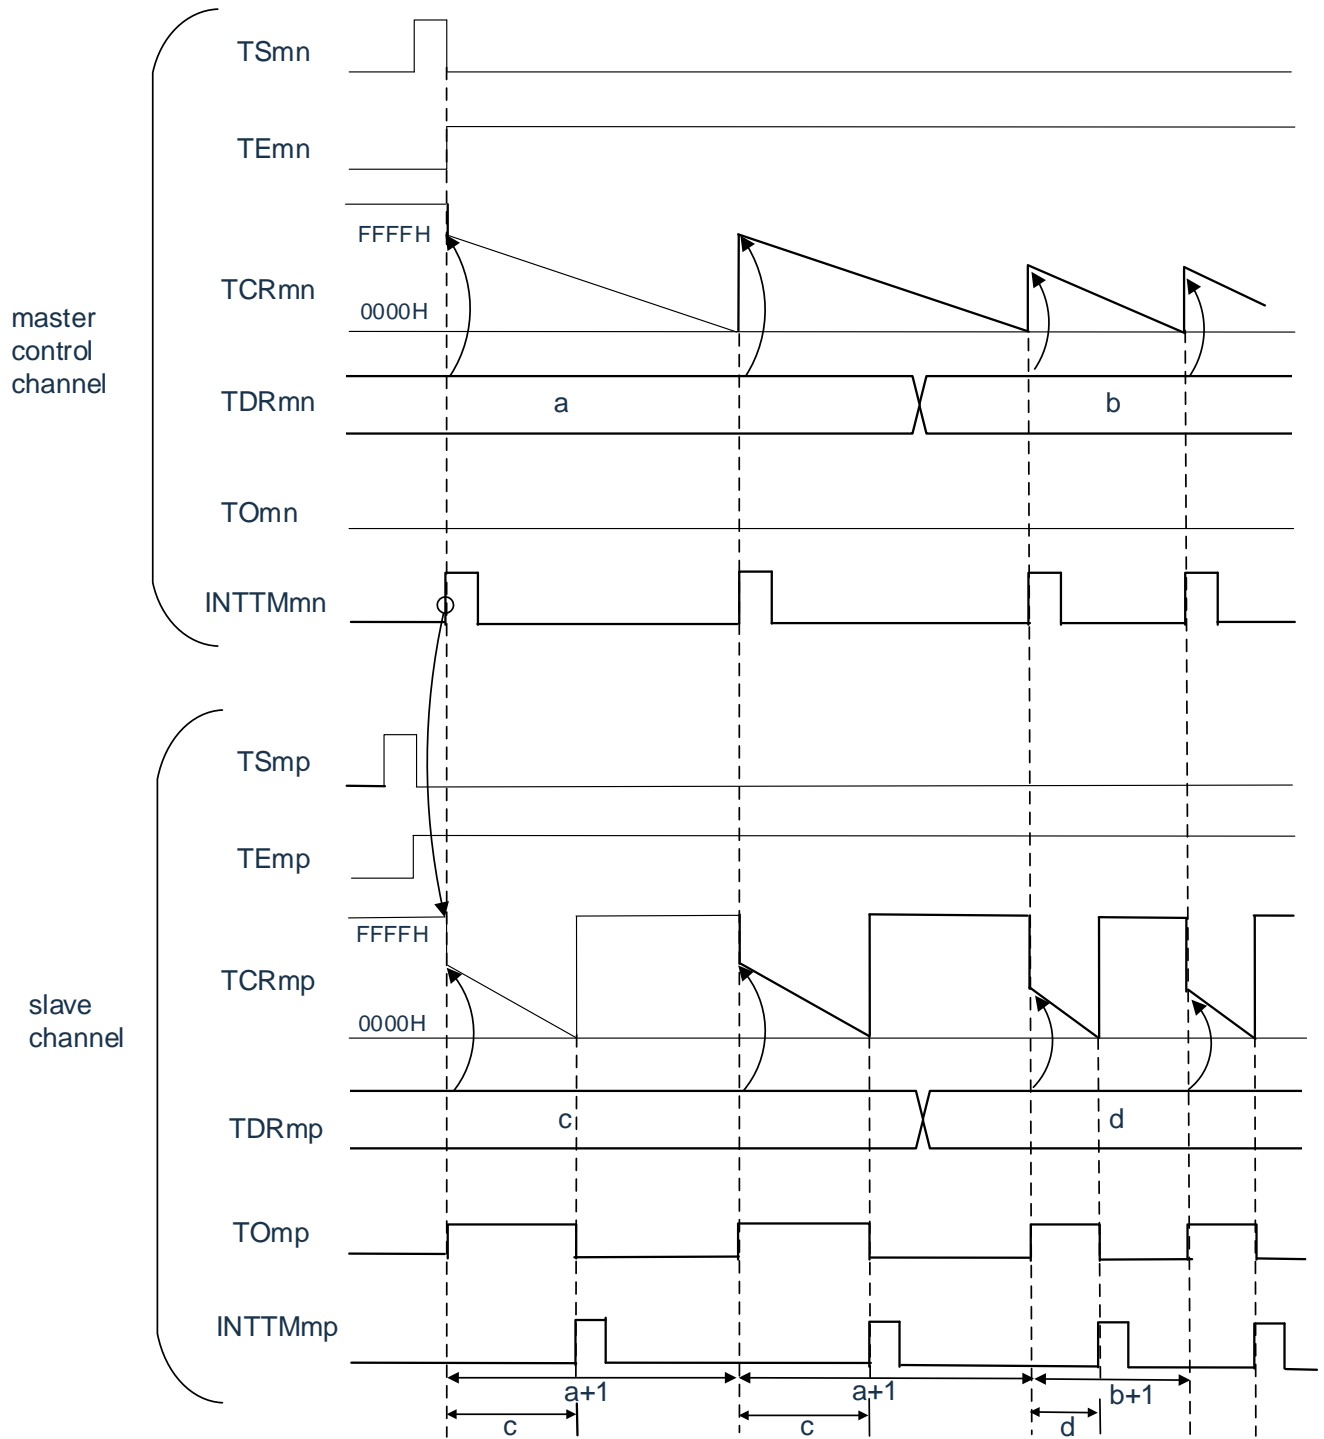 TSmn
TEmn
FFFFH
TCRmn
0000H
master
control
channel
TDRmn
a
b
TOmn
INTTMmn
TSmp
TEmp
FFFFH
TCRmp
slave
channel
0000H
TDRmp
c
d
TOmp
INTTMmp
a+1
a+1
b+1
c
c
d